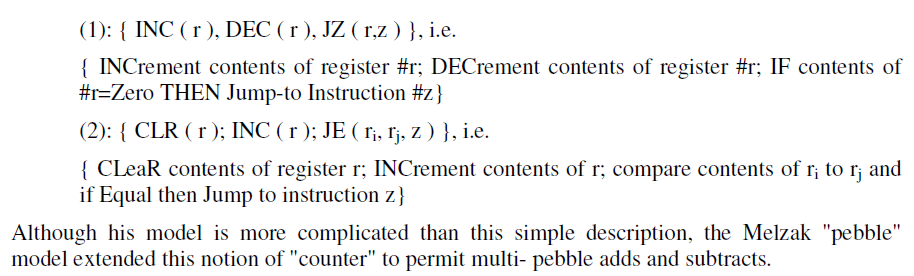 (1): { INC ( r ), DEC ( r ), JZ ( r,z ) }, i.e.
{ INCrement contents of register #r; DECrement contents of register #r; IF contents of
#r=Zero THEN Jump-to Instruction #z}
(2): { CLR ( r ); INC ( r ); JE ( ri, rj, z ) }, i.e.
{ CLeaR contents of register r; INCrement contents of r; compare contents of ri to rj and
if Equal then Jump to instruction z}
Although his model is more complicated than this simple description, the Melzak "pebble"
model extended this notion of "counter" to permit multi- pebble adds and subtracts.